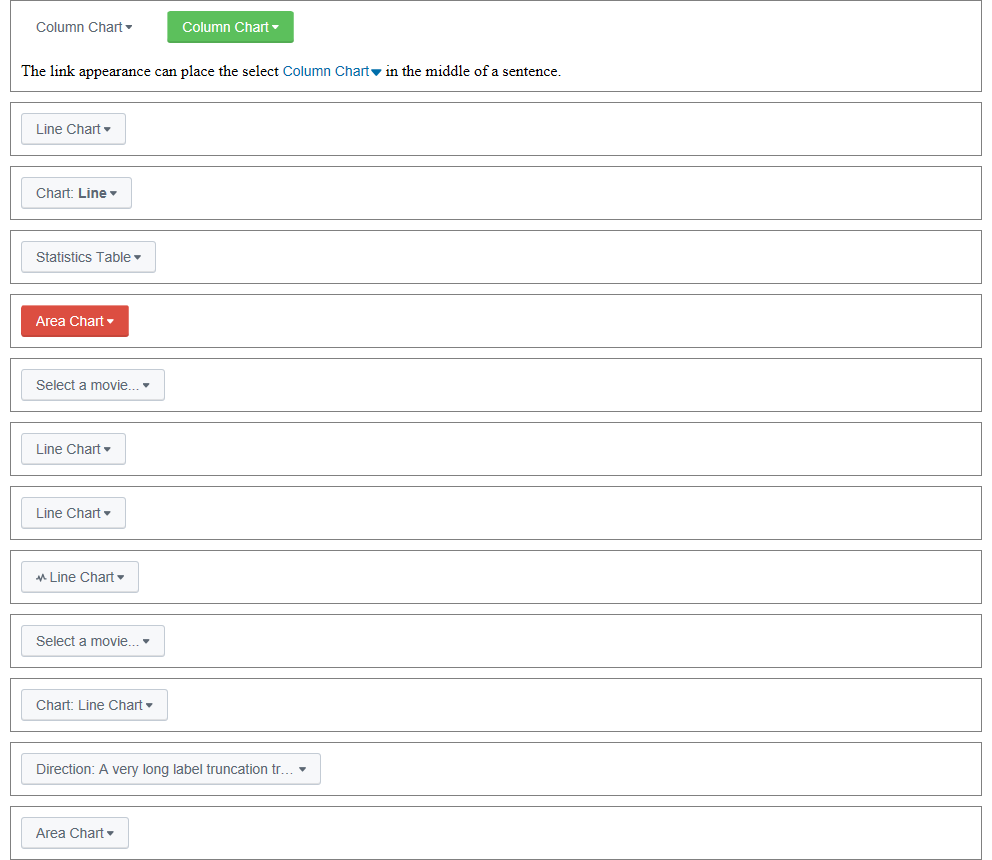 Column Chart Column Chart
The link appearance can place the select Column Chart in the middle of a sentence.
Line Chart
Chart: Line
Statistics Table
Area Chart
Select a movie...
Line Chart
Line Chart
Line Chart
Select a movie...
Chart: Line Chart
Direction: A very long label truncation tr…
Area Chart